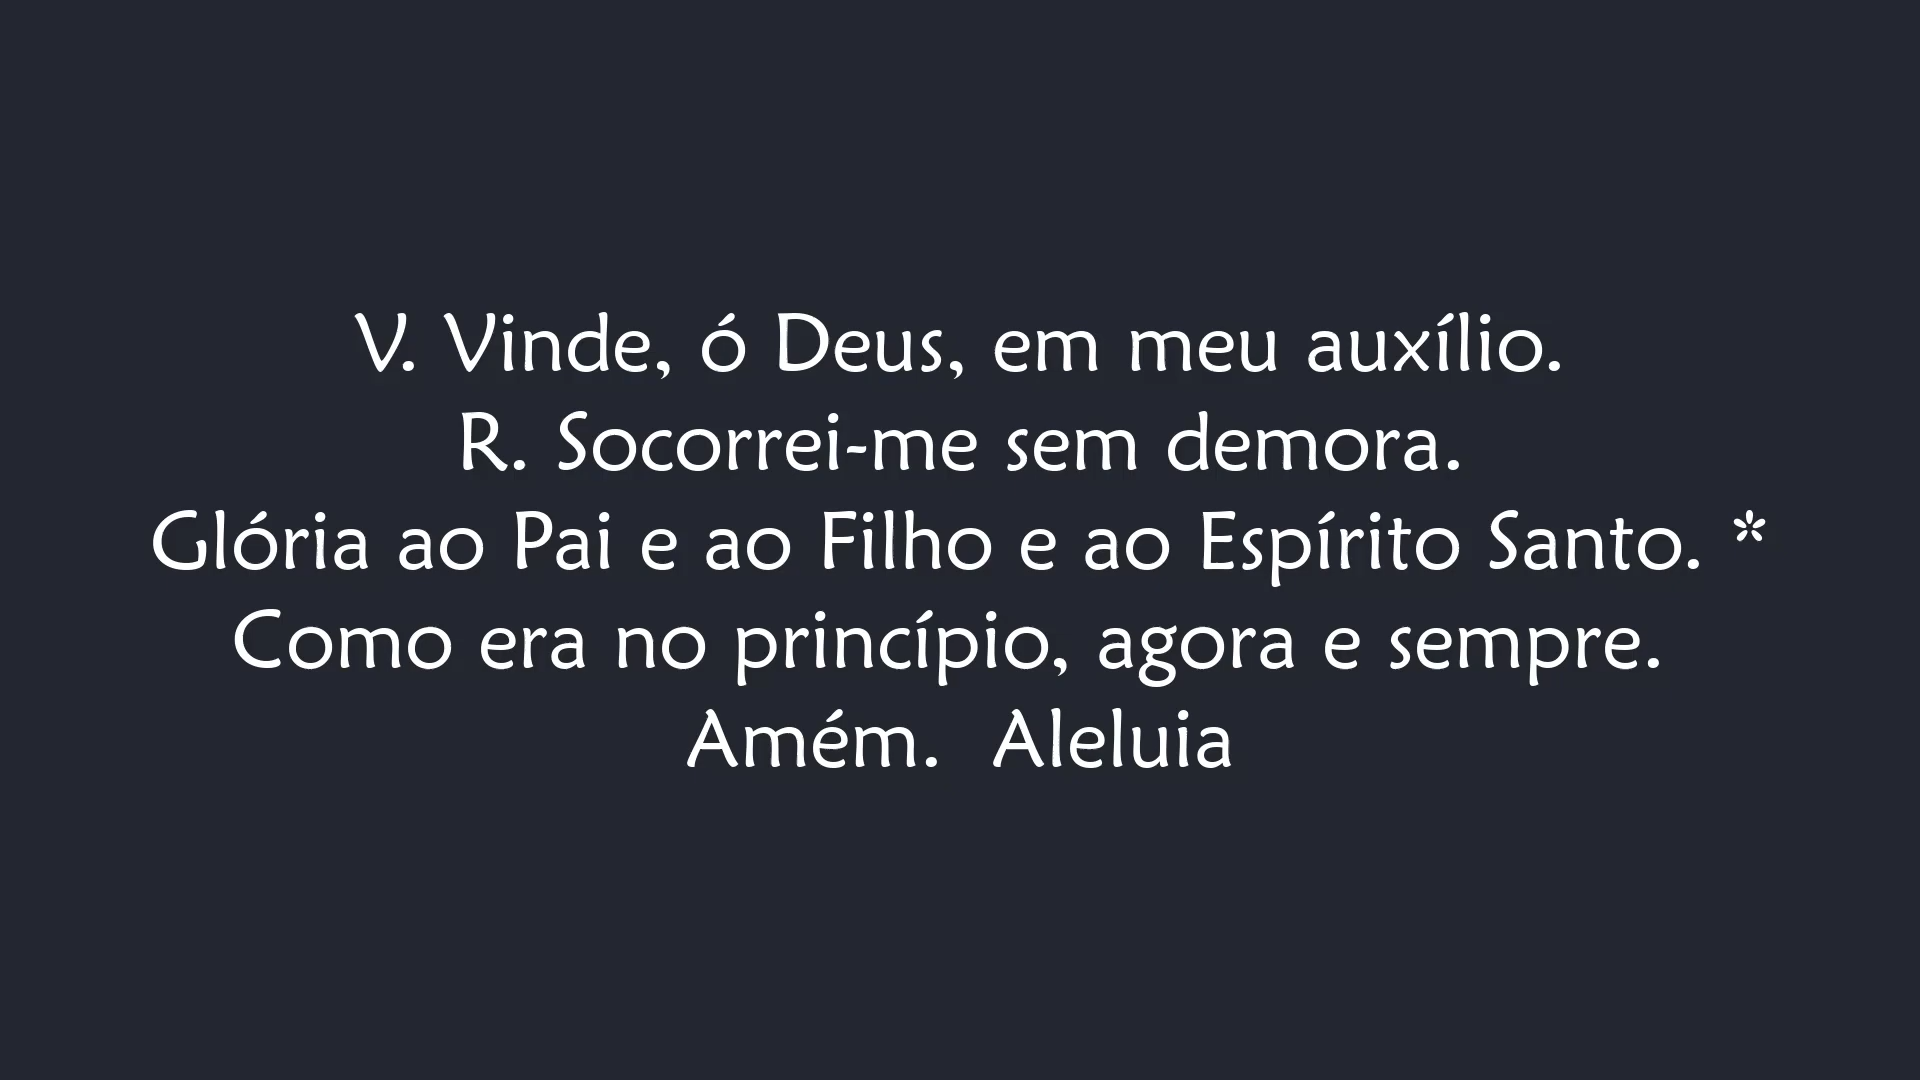 V. Vinde, ó Deus, em meu auxílio.
R. Socorrei-me sem demora.
Glória ao Pai e ao Filho e ao Espírito Santo. *
Como era no princípio, agora e sempre.
Amém.  Aleluia